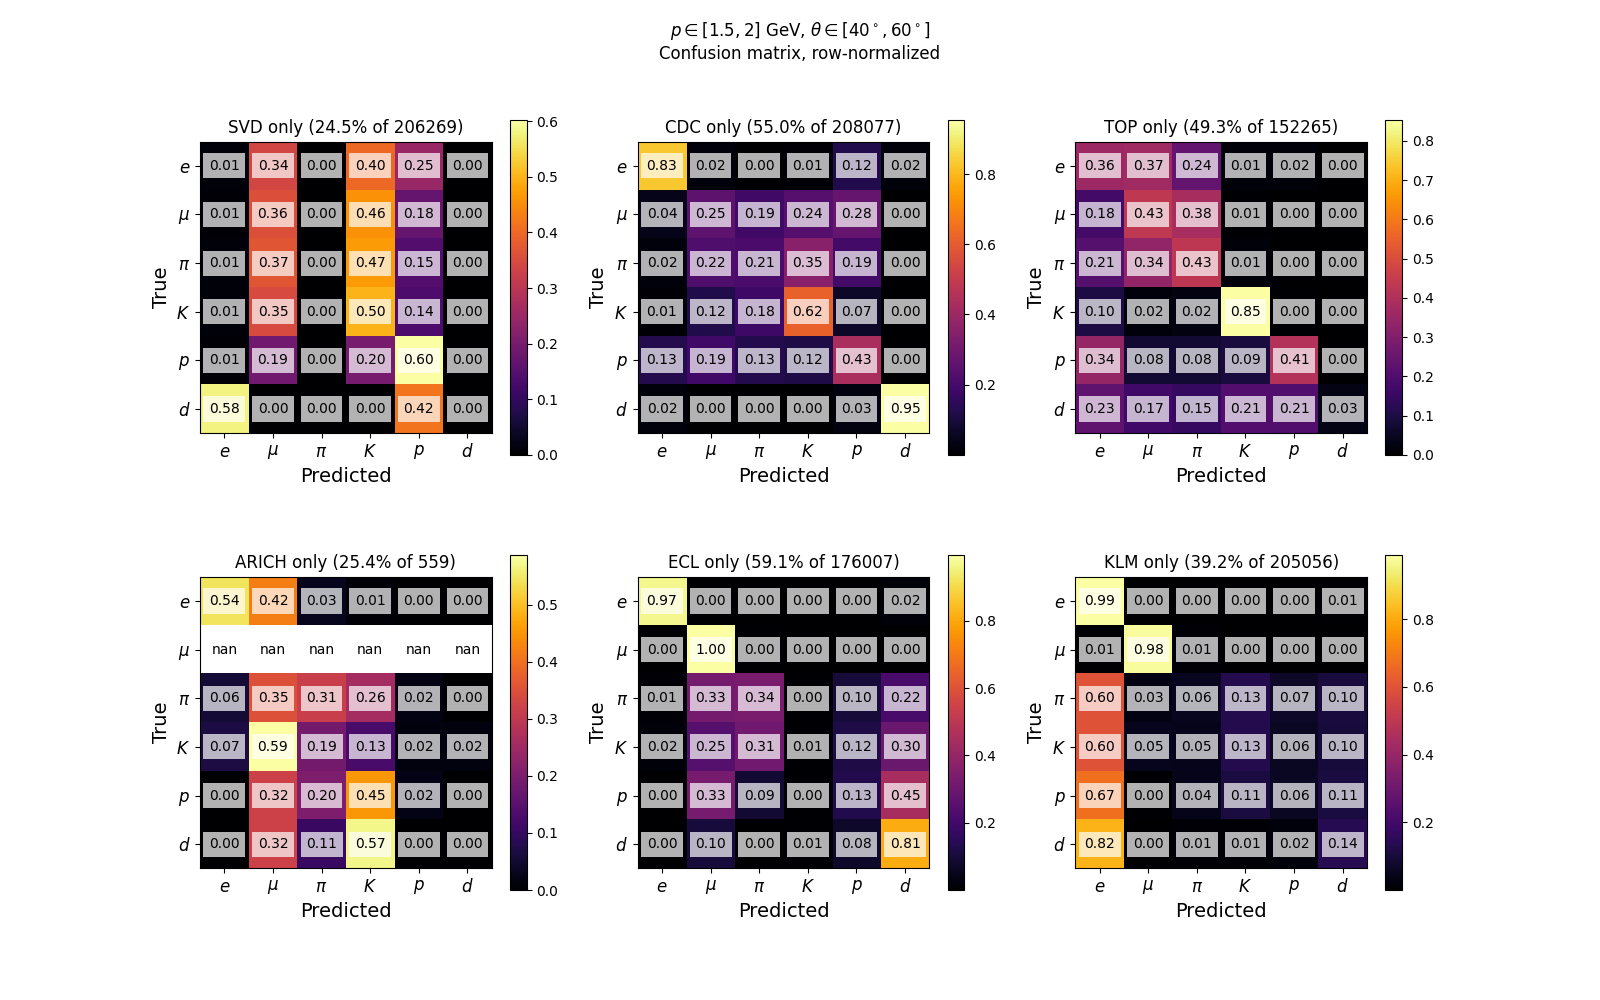 p ∈ [1.5, 2] GeV, θ ∈ [40°, 60°]
Confusion matrix, row-normalized
SVD only (24.5% of 206269)
True
e 0.01 0.34 0.00 0.40 0.25 0.00
μ 0.01 0.36 0.00 0.46 0.18 0.00
π 0.01 0.37 0.00 0.47 0.15 0.00
K 0.01 0.35 0.00 0.50 0.14 0.00
p 0.01 0.19 0.00 0.20 0.60 0.00
d 0.58 0.00 0.00 0.00 0.42 0.00
e μ π K p d
Predicted
0.6
0.5
0.4
0.3
0.2
0.1
0.0
CDC only (55.0% of 208077)
True
e 0.83 0.02 0.00 0.01 0.12 0.02
μ 0.04 0.25 0.19 0.24 0.28 0.00
π 0.02 0.22 0.21 0.35 0.19 0.00
K 0.01 0.12 0.18 0.62 0.07 0.00
p 0.13 0.19 0.13 0.12 0.43 0.00
d 0.02 0.00 0.00 0.00 0.03 0.95
e μ π K p d
Predicted
0.8
0.6
0.4
0.2
TOP only (49.3% of 152265)
True
e 0.36 0.37 0.24 0.01 0.02 0.00
μ 0.18 0.43 0.38 0.01 0.00 0.00
π 0.21 0.34 0.43 0.01 0.00 0.00
K 0.10 0.02 0.02 0.85 0.00 0.00
p 0.34 0.08 0.08 0.09 0.41 0.00
d 0.23 0.17 0.15 0.21 0.21 0.03
e μ π K p d
Predicted
0.8
0.7
0.6
0.5
0.4
0.3
0.2
0.1
0.0
ARICH only (25.4% of 559)
True
e 0.54 0.42 0.03 0.01 0.00 0.00
μ nan nan nan nan nan nan
π 0.06 0.35 0.31 0.26 0.02 0.00
K 0.07 0.59 0.19 0.13 0.02 0.02
p 0.00 0.32 0.20 0.45 0.02 0.00
d 0.00 0.32 0.11 0.57 0.00 0.00
e μ π K p d
Predicted
0.5
0.4
0.3
0.2
0.1
0.0
ECL only (59.1% of 176007)
True
e 0.97 0.00 0.00 0.00 0.00 0.02
μ 0.00 1.00 0.00 0.00 0.00 0.00
π 0.01 0.33 0.34 0.00 0.10 0.22
K 0.02 0.25 0.31 0.01 0.12 0.30
p 0.00 0.33 0.09 0.00 0.13 0.45
d 0.00 0.10 0.00 0.01 0.08 0.81
e μ π K p d
Predicted
0.8
0.6
0.4
0.2
KLM only (39.2% of 205056)
True
e 0.99 0.00 0.00 0.00 0.00 0.01
μ 0.01 0.98 0.01 0.00 0.00 0.00
π 0.60 0.03 0.06 0.13 0.07 0.10
K 0.60 0.05 0.05 0.13 0.06 0.10
p 0.67 0.00 0.04 0.11 0.06 0.11
d 0.82 0.00 0.01 0.01 0.02 0.14
e μ π K p d
Predicted
0.8
0.6
0.4
0.2